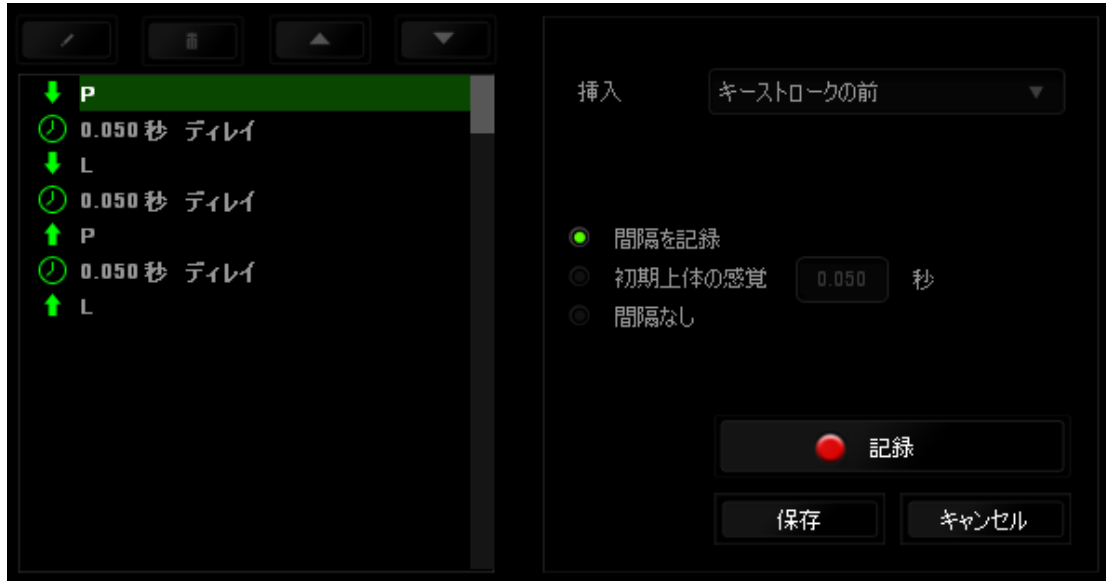 P
0.050 秒 ディレイ
L
0.050 秒 ディレイ
P
0.050 秒 ディレイ
L
挿入 キーストロークの前
間隔を記録
初期上体の感覚 0.050 秒
間隔なし
記録
保存 キャンセル